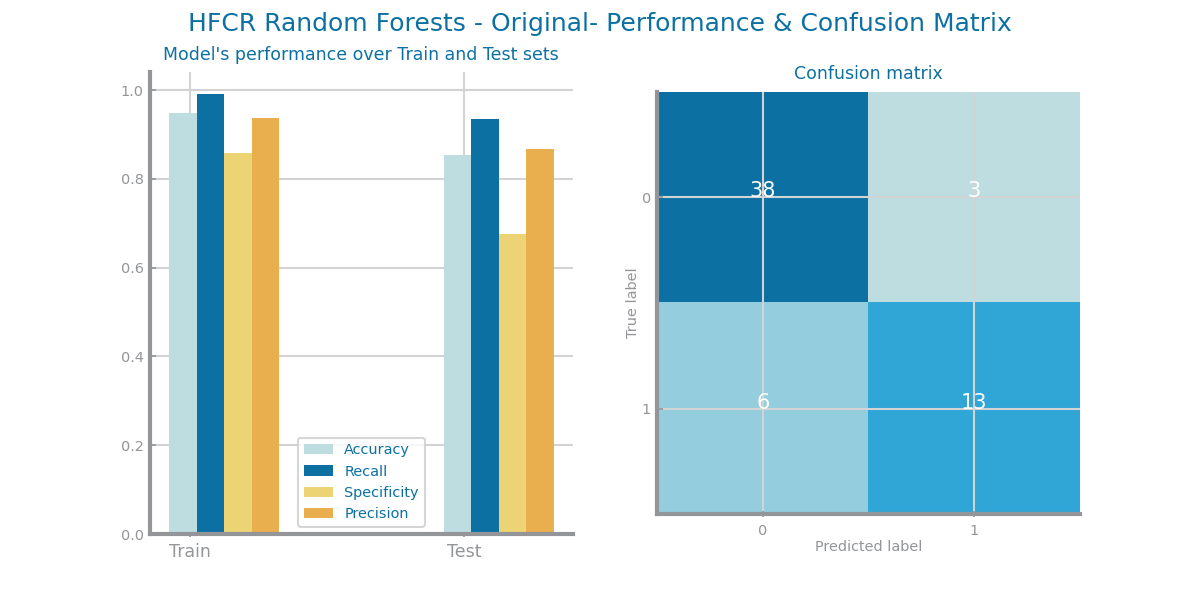 HFCR Random Forests - Original- Performance & Confusion Matrix
Model's performance over Train and Test sets
1.0
0.8
0.6
0.4
0.2
0.0
Train
Test
Accuracy
Recall
Specificity
Precision
Confusion matrix
True label
0
1
38
3
6
13
0
1
Predicted label